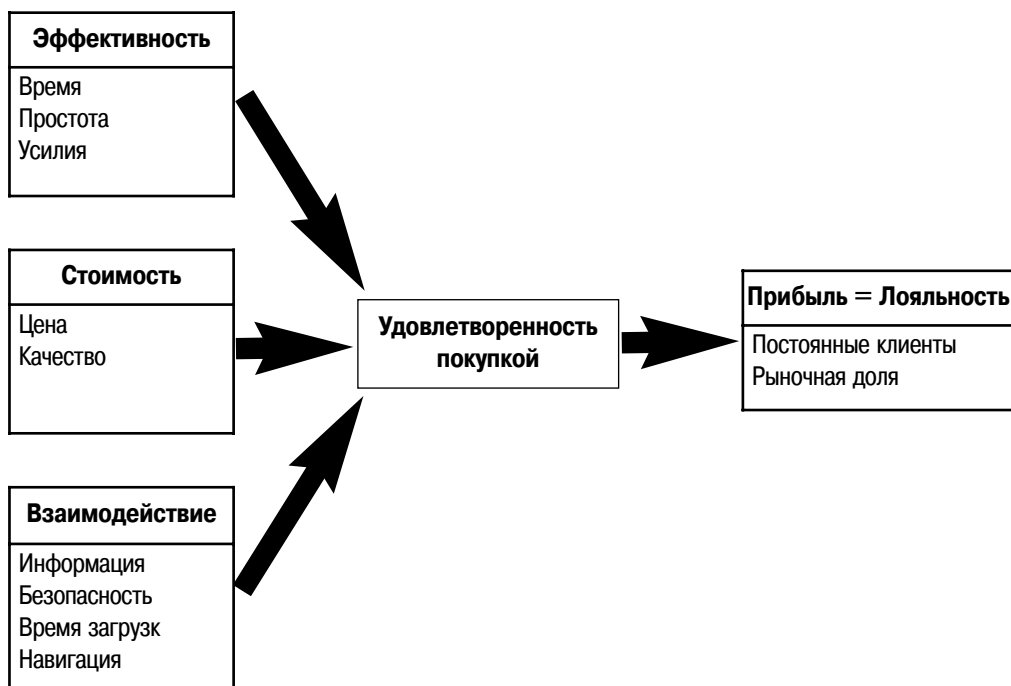 Эффективность
Время
Простота
Усилия
Стоимость
Цена
Качество
Взаимодействие
Информация
Безопасность
Время загрузк
Навигация
Удовлетворенность
покупкой
Прибыль = Лояльность
Постоянные клиенты
Рыночная доля